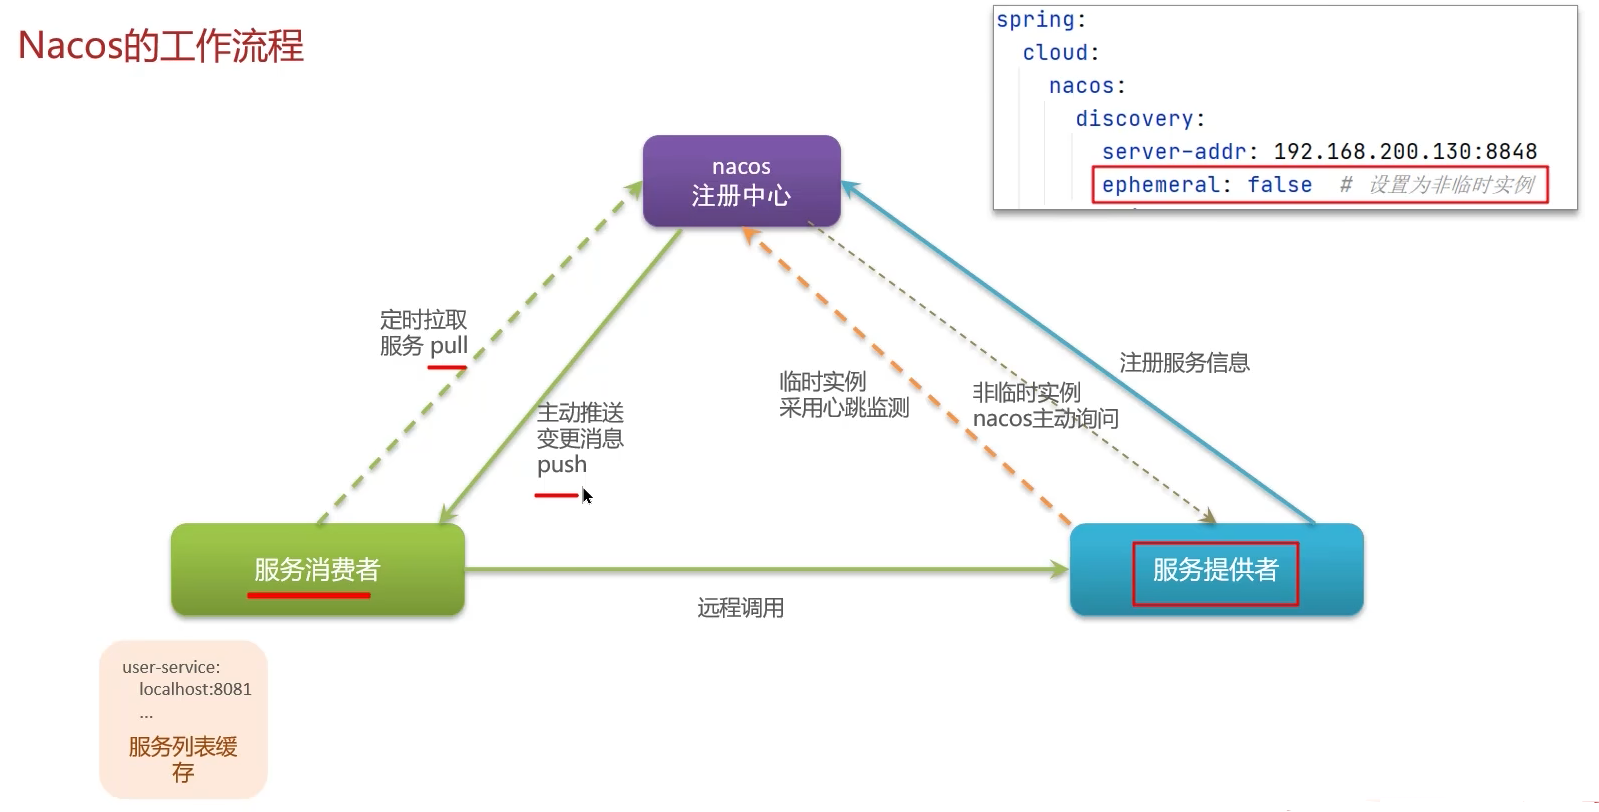 Nacos的工作流程
spring:
cloud:
nacos:
discovery:
server-addr: 192.168.200.130:8848
ephemeral: false # 设置为非临时实例
nacos
注册中心
定时拉取
服务 pull
主动推送
变更消息
push
临时实例
采用心跳监测
非临时实例
nacos主动询问
注册服务信息
服务消费者
服务提供者
远程调用
user-service:
localhost:8081
...
服务列表缓
存